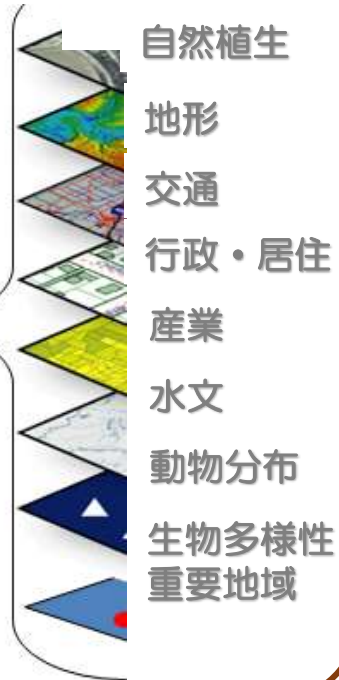 自然植生
地形
交通
行政・居住
産業
水文
動物分布
生物多様性
重要地域